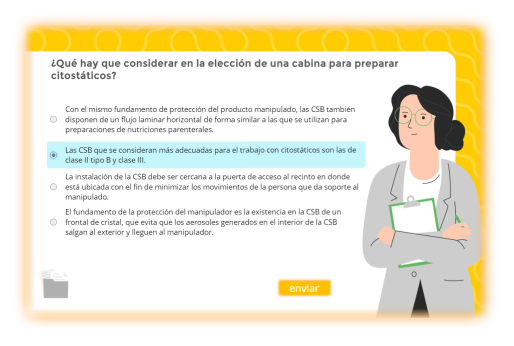 ¿Qué hay que considerar en la elección de una cabina para preparar
citostáticos?
Con el mismo fundamento de protección del producto manipulado, las CSB también
disponen de un flujo laminar horizontal de forma similar a las que se utilizan para
preparaciones de nutriciones parenterales.
Las CSB que se consideran más adecuadas para el trabajo con citostáticos son las de
clase II tipo B y clase III.
La instalación de la CSB debe ser cercana a la puerta de acceso al recinto en donde
está ubicada con el fin de minimizar los movimientos de la persona que da soporte al
manipulado.
El fundamento de la protección del manipulador es la existencia en la CSB de un
frontal de cristal, que evita que los aerosoles generados en el interior de la CSB
salgan al exterior y lleguen al manipulador.
enviar